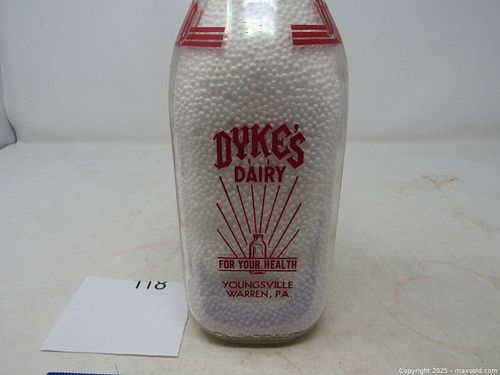 DYKE'S
DAIRY
FOR YOUR HEALTH
YOUNGSVILLE
WARREN, PA.
118
Copyright 2025 - maxsold.com